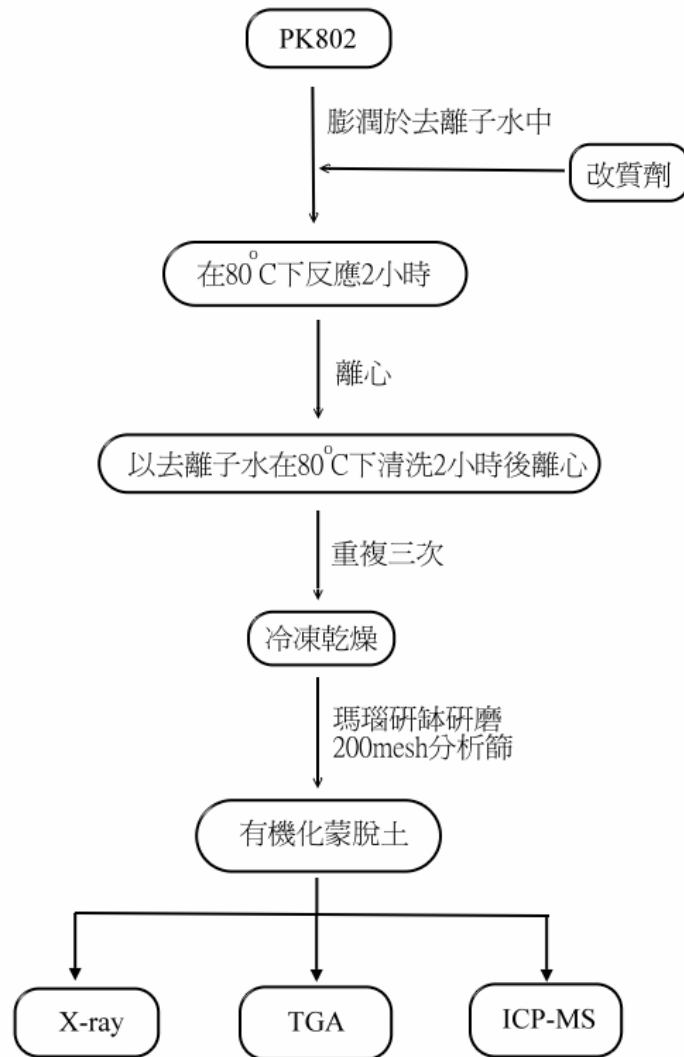 PK802
膨潤於去離子水中
改質劑
在80°C下反應2小時
離心
以去離子水在80°C下清洗2小時後離心
重複三次
冷凍乾燥
瑪瑙研缽研磨
200mesh分析篩
有機化蒙脫土
X-ray
TGA
ICP-MS